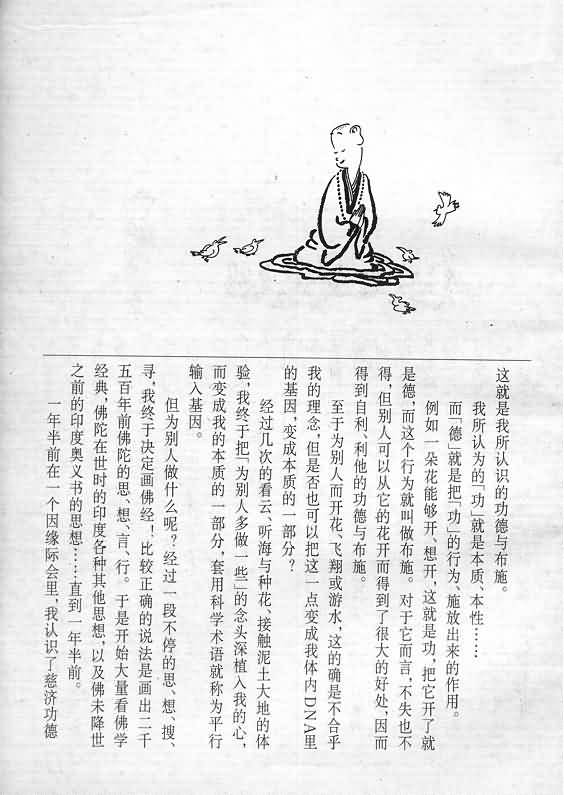 这就是我所认识的功德与布施。
我所认为的「功」就是本质、本性……
而「德」就是把「功」的行为、施放出来的作用。
例如一朵花能够开、想开，这就是功，把它开了就
是德，而这个行为就叫做布施。对于它而言，不失也不
得，但别人可以从它的花开而得到了很大的好处，因而
得到自利、利他的功德与布施。
至于为别人而开花、飞翔或游水，这的确是不合乎
我的理念，但是否也可以把这一点变成我体内DNA里
的基因，变成本质的一部分？
经过几次的看云、听海与种花、接触泥土大地的体
验，我终于把「为别人多做一些」的念头深植入我的心，
而变成我的本质的一部分，套用科学术语就称为平行
输入基因。
但为别人做什么呢？经过一段不停的思、想、搜、
寻，我终于决定画佛经！比较正确的说法是画出二千
五百年前佛陀的思、想、言、行。于是开始大量看佛学
经典，佛陀在世时的印度各种其他思想，以及佛未降世
之前的印度奥义书的思想……直到一年半前。
一年半前在一个因缘际会里，我认识了慈济功德